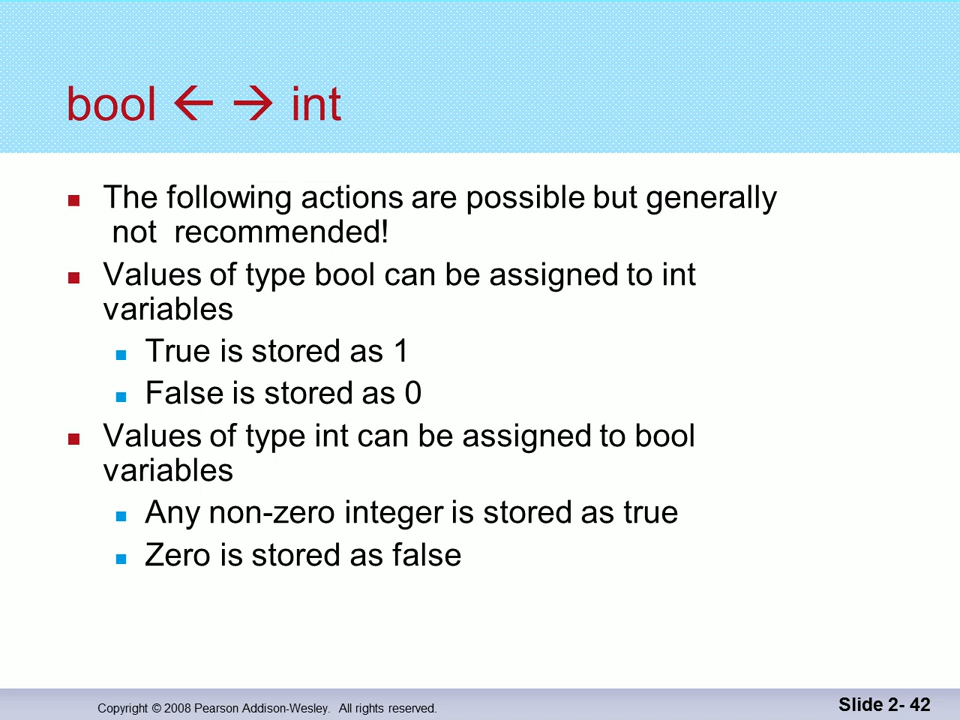 bool ← → int
The following actions are possible but generally
not recommended!
Values of type bool can be assigned to int
variables
True is stored as 1
False is stored as 0
Values of type int can be assigned to bool
variables
Any non-zero integer is stored as true
Zero is stored as false
Copyright © 2008 Pearson Addison-Wesley. All rights reserved.
Slide 2- 42